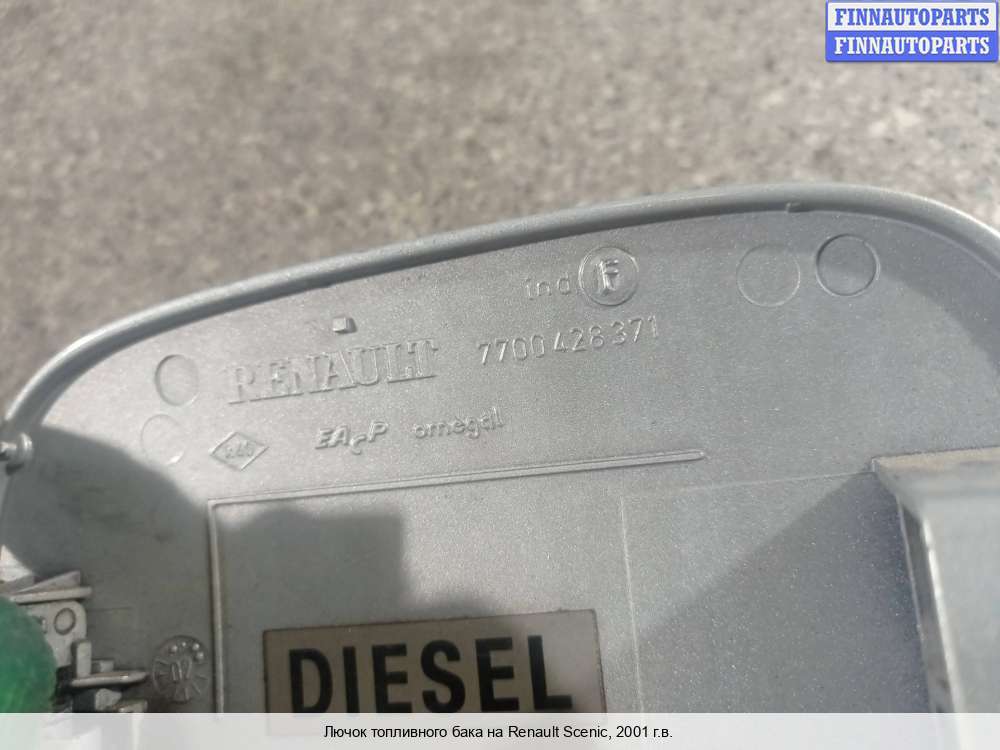 FINNAUTOPARTS
FINNAUTOPARTS
ind F
RENAULT 7700428371
EAcP omegal
DIESEL
Лючок топливного бака на Renault Scenic, 2001 г.в.